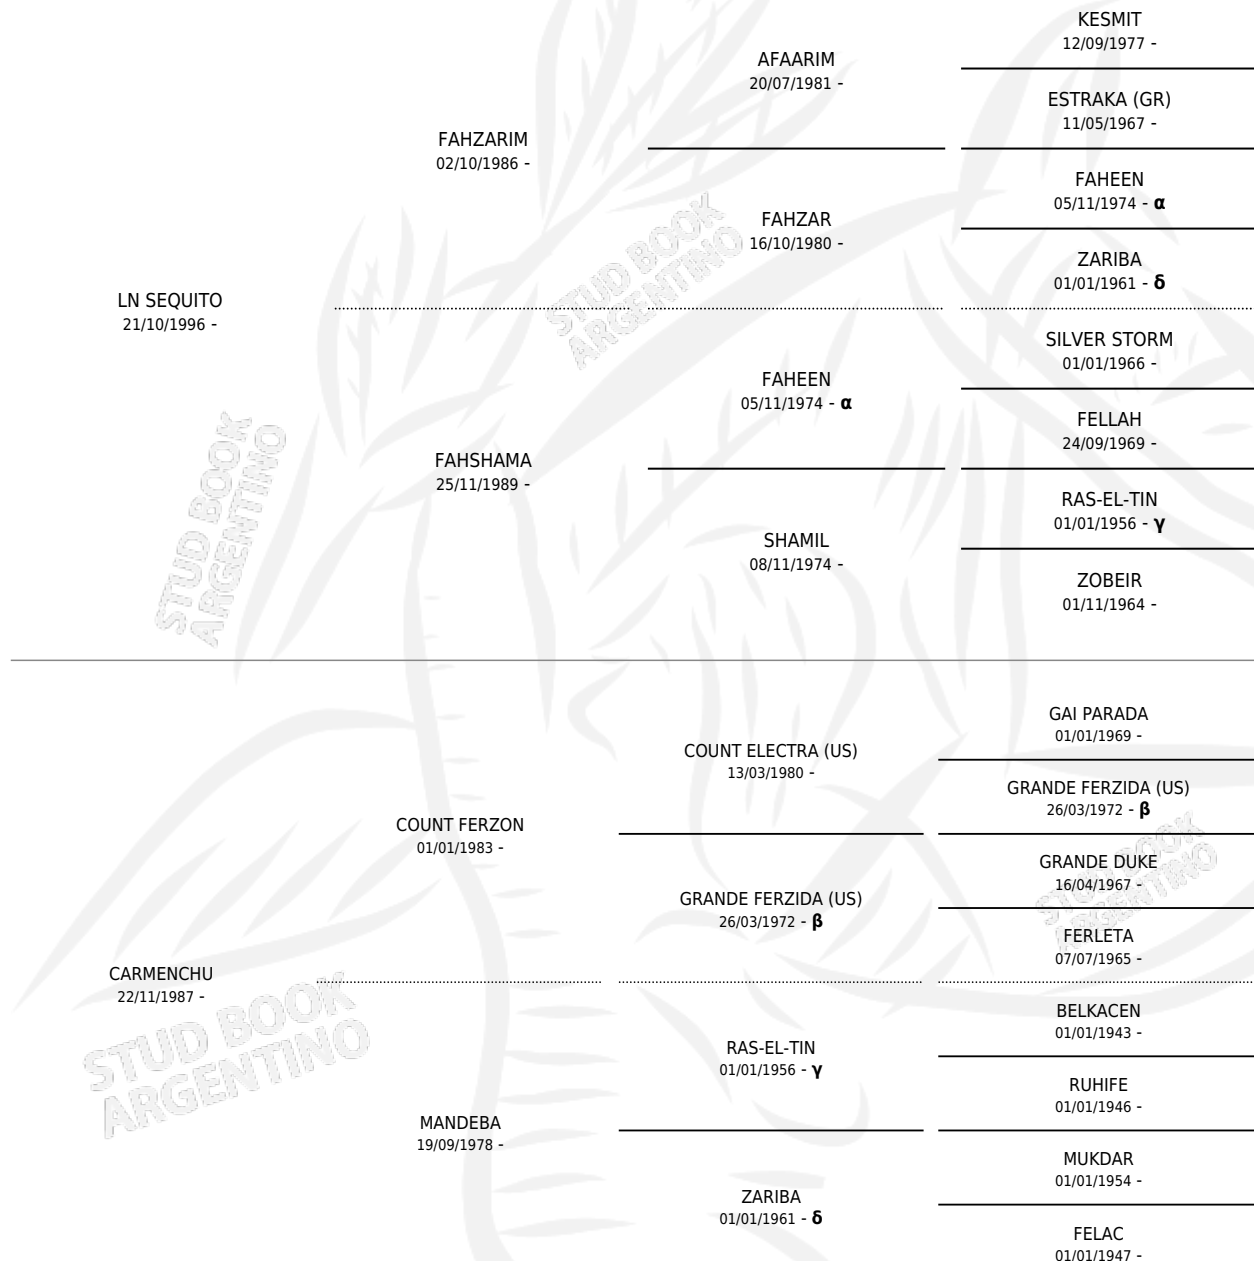 KESMIT
12/09/1977 -
AFAARIM
20/07/1981 -
ESTRAKA (GR)
11/05/1967 -
FAHZARIM
02/10/1986 -
FAHEEN
05/11/1974 - α
FAHZAR
16/10/1980 -
ZARIBA
01/01/1961 - δ
LN SEQUITO
21/10/1996 -
SILVER STORM
01/01/1966 -
FAHEEN
05/11/1974 - α
FELLAH
24/09/1969 -
FAHSHAMA
25/11/1989 -
RAS-EL-TIN
01/01/1956 - γ
SHAMIL
08/11/1974 -
ZOBEIR
01/11/1964 -
GAI PARADA
01/01/1969 -
COUNT ELECTRA (US)
13/03/1980 -
GRANDE FERZIDA (US)
26/03/1972 - β
COUNT FERZON
01/01/1983 -
GRANDE DUKE
16/04/1967 -
GRANDE FERZIDA (US)
26/03/1972 - β
FERLETA
07/07/1965 -
CARMENCHU
22/11/1987 -
BELKACEN
01/01/1943 -
RAS-EL-TIN
01/01/1956 - γ
RUHIFE
01/01/1946 -
MANDEBA
19/09/1978 -
MUKDAR
01/01/1954 -
ZARIBA
01/01/1961 - δ
FELAC
01/01/1947 -
STUD BOOK
ARGENTINO
STUD BOOK
ARGENTINO
STUD BOOK
ARGENTINO
STUD BOOK
ARGENTINO